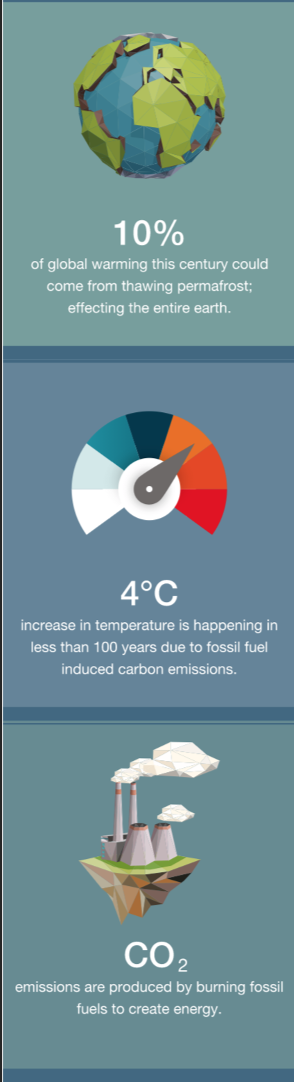 10%
of global warming this century could
come from thawing permafrost;
effecting the entire earth.
4°C
increase in temperature is happening in
less than 100 years due to fossil fuel
induced carbon emissions.
CO₂
emissions are produced by burning fossil
fuels to create energy.